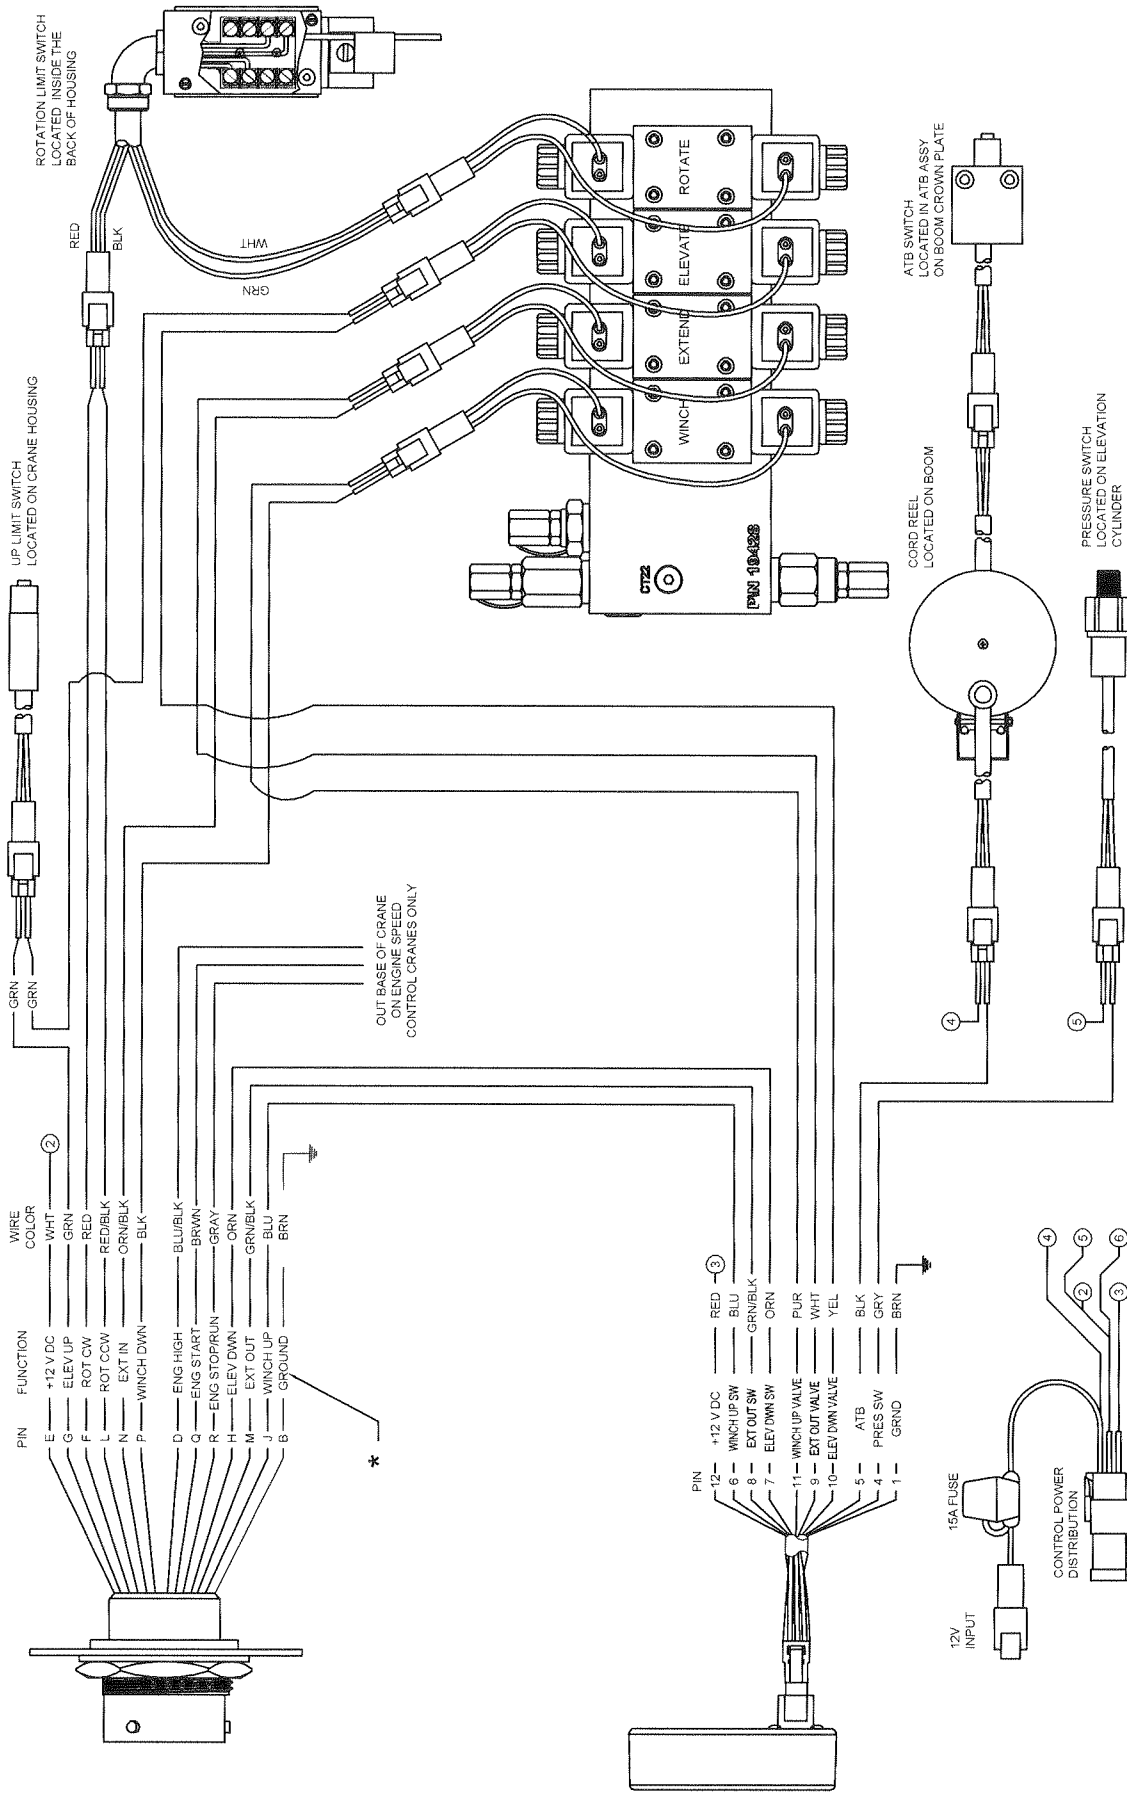 ROTATION LIMIT SWITCH
LOCATED INSIDE THE
BACK OF HOUSING
RED
BLK
WHT
GRN
UP LIMIT SWITCH
LOCATED ON CRANE HOUSING
GRN
GRN
ROTATE
ELEVATE
EXTEND
WINCH
CT22
ATB SWITCH
LOCATED IN ATB ASSY
ON BOOM CROWN PLATE
CORD REEL
LOCATED ON BOOM
PRESSURE SWITCH
LOCATED ON ELEVATION
CYLINDER
4
5
OUT BASE OF CRANE
ON ENGINE SPEED
CONTROL CRANES ONLY
PIN FUNCTION WIRE COLOR
E +12 V DC WHT 2
G ELEV UP GRN
F ROT CW RED
L ROT CCW RED/BLK
N EXT IN ORN/BLK
P WINCH DWN BLK
D ENG HIGH BLU/BLK
Q ENG START BRWN
R ENG STOP/RUN GRAY
H ELEV DWN ORN
M EXT OUT GRN/BLK
J WINCH UP BLU
B GROUND BRN
*
PIN
12 +12 V DC RED 3
6 WINCH UP SW BLU
8 EXT OUT SW GRN/BLK
7 ELEV DWN SW ORN
11 WINCH UP VALVE PUR
9 EXT OUT VALVE WHT
10 ELEV DWN VALVE YEL
5 ATB BLK
4 PRES SW GRY
1 GRND BRN
15A FUSE
12V
INPUT
CONTROL POWER
DISTRIBUTION
4
5
2
6
3